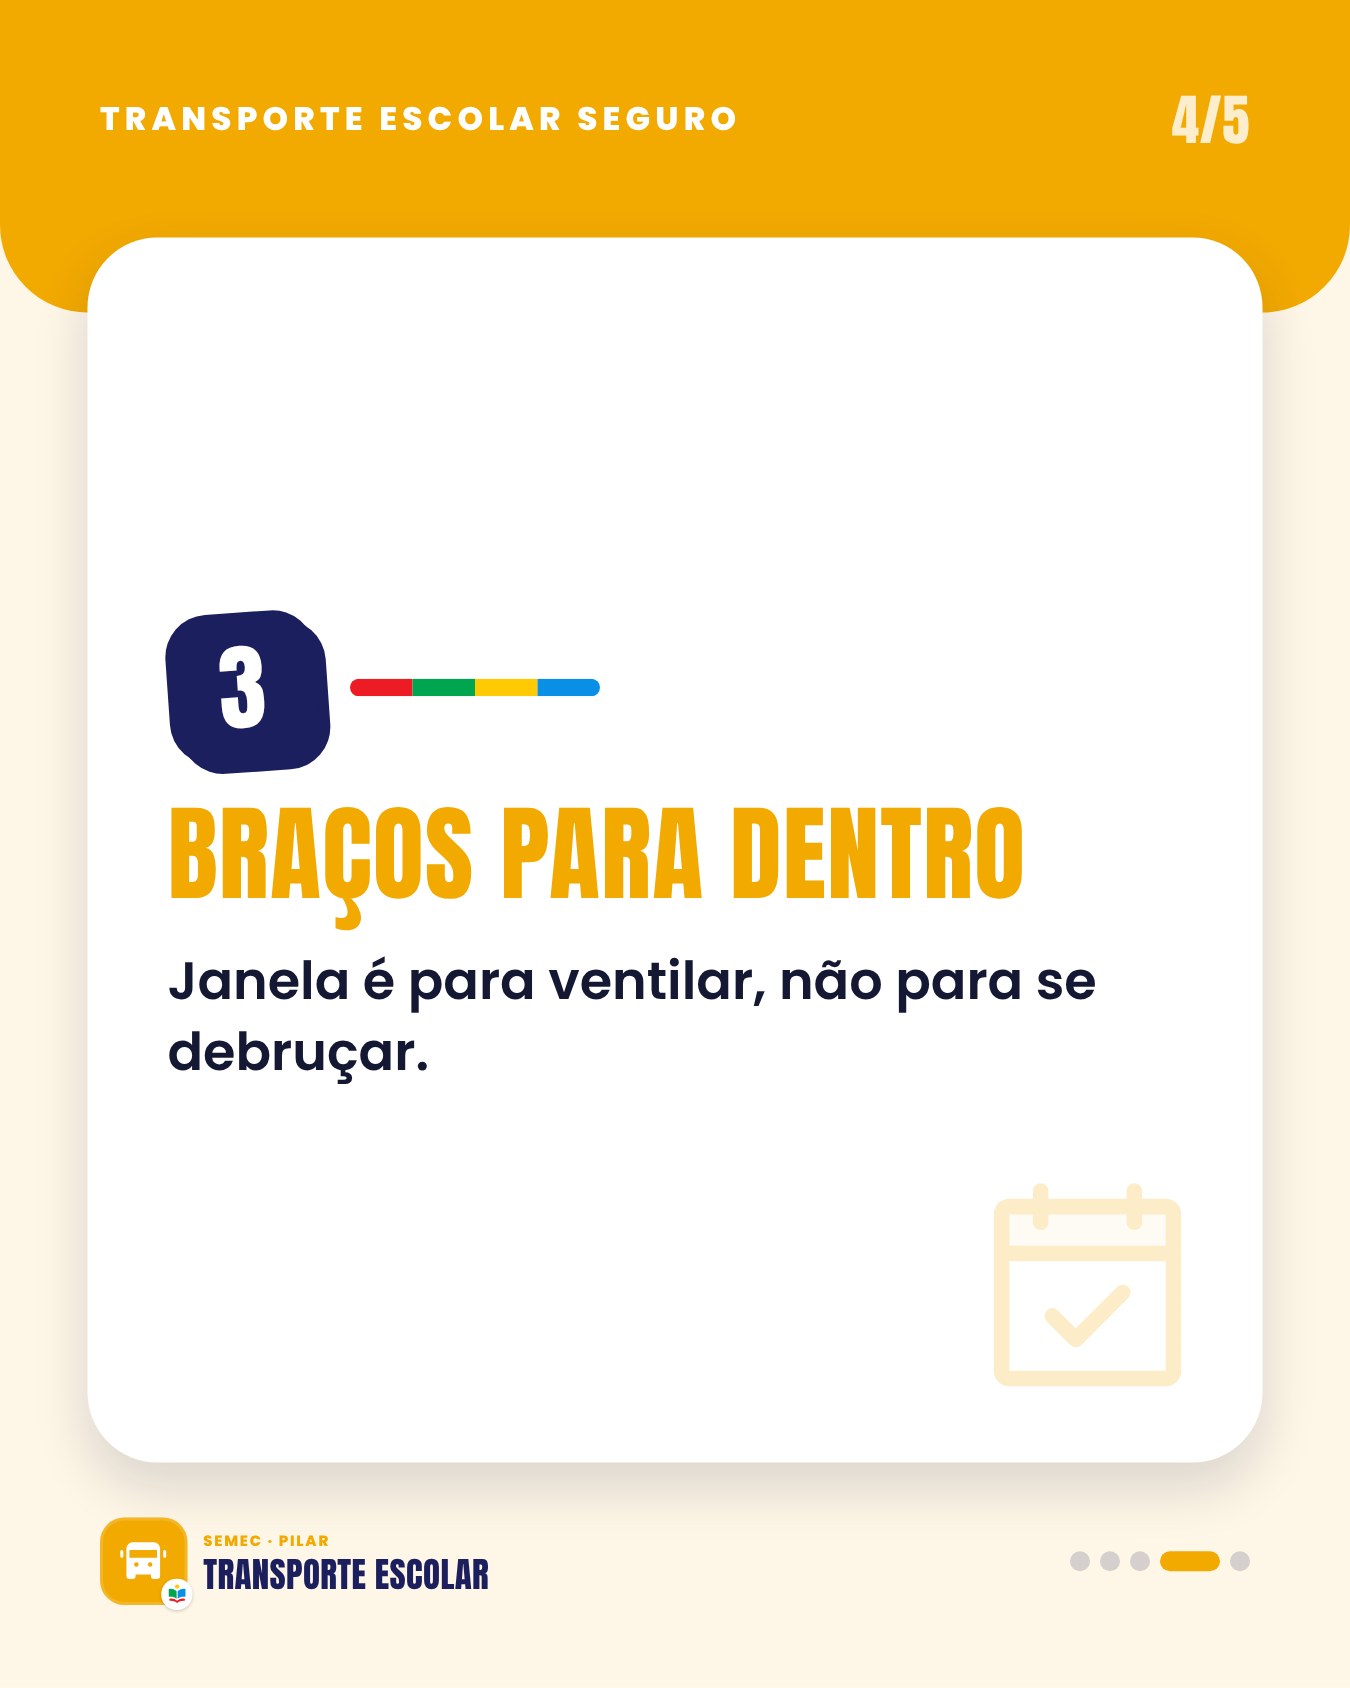 TRANSPORTE ESCOLAR SEGURO
4/5
3
BRAÇOS PARA DENTRO
Janela é para ventilar, não para se
debruçar.
SEMEC · PILAR
TRANSPORTE ESCOLAR